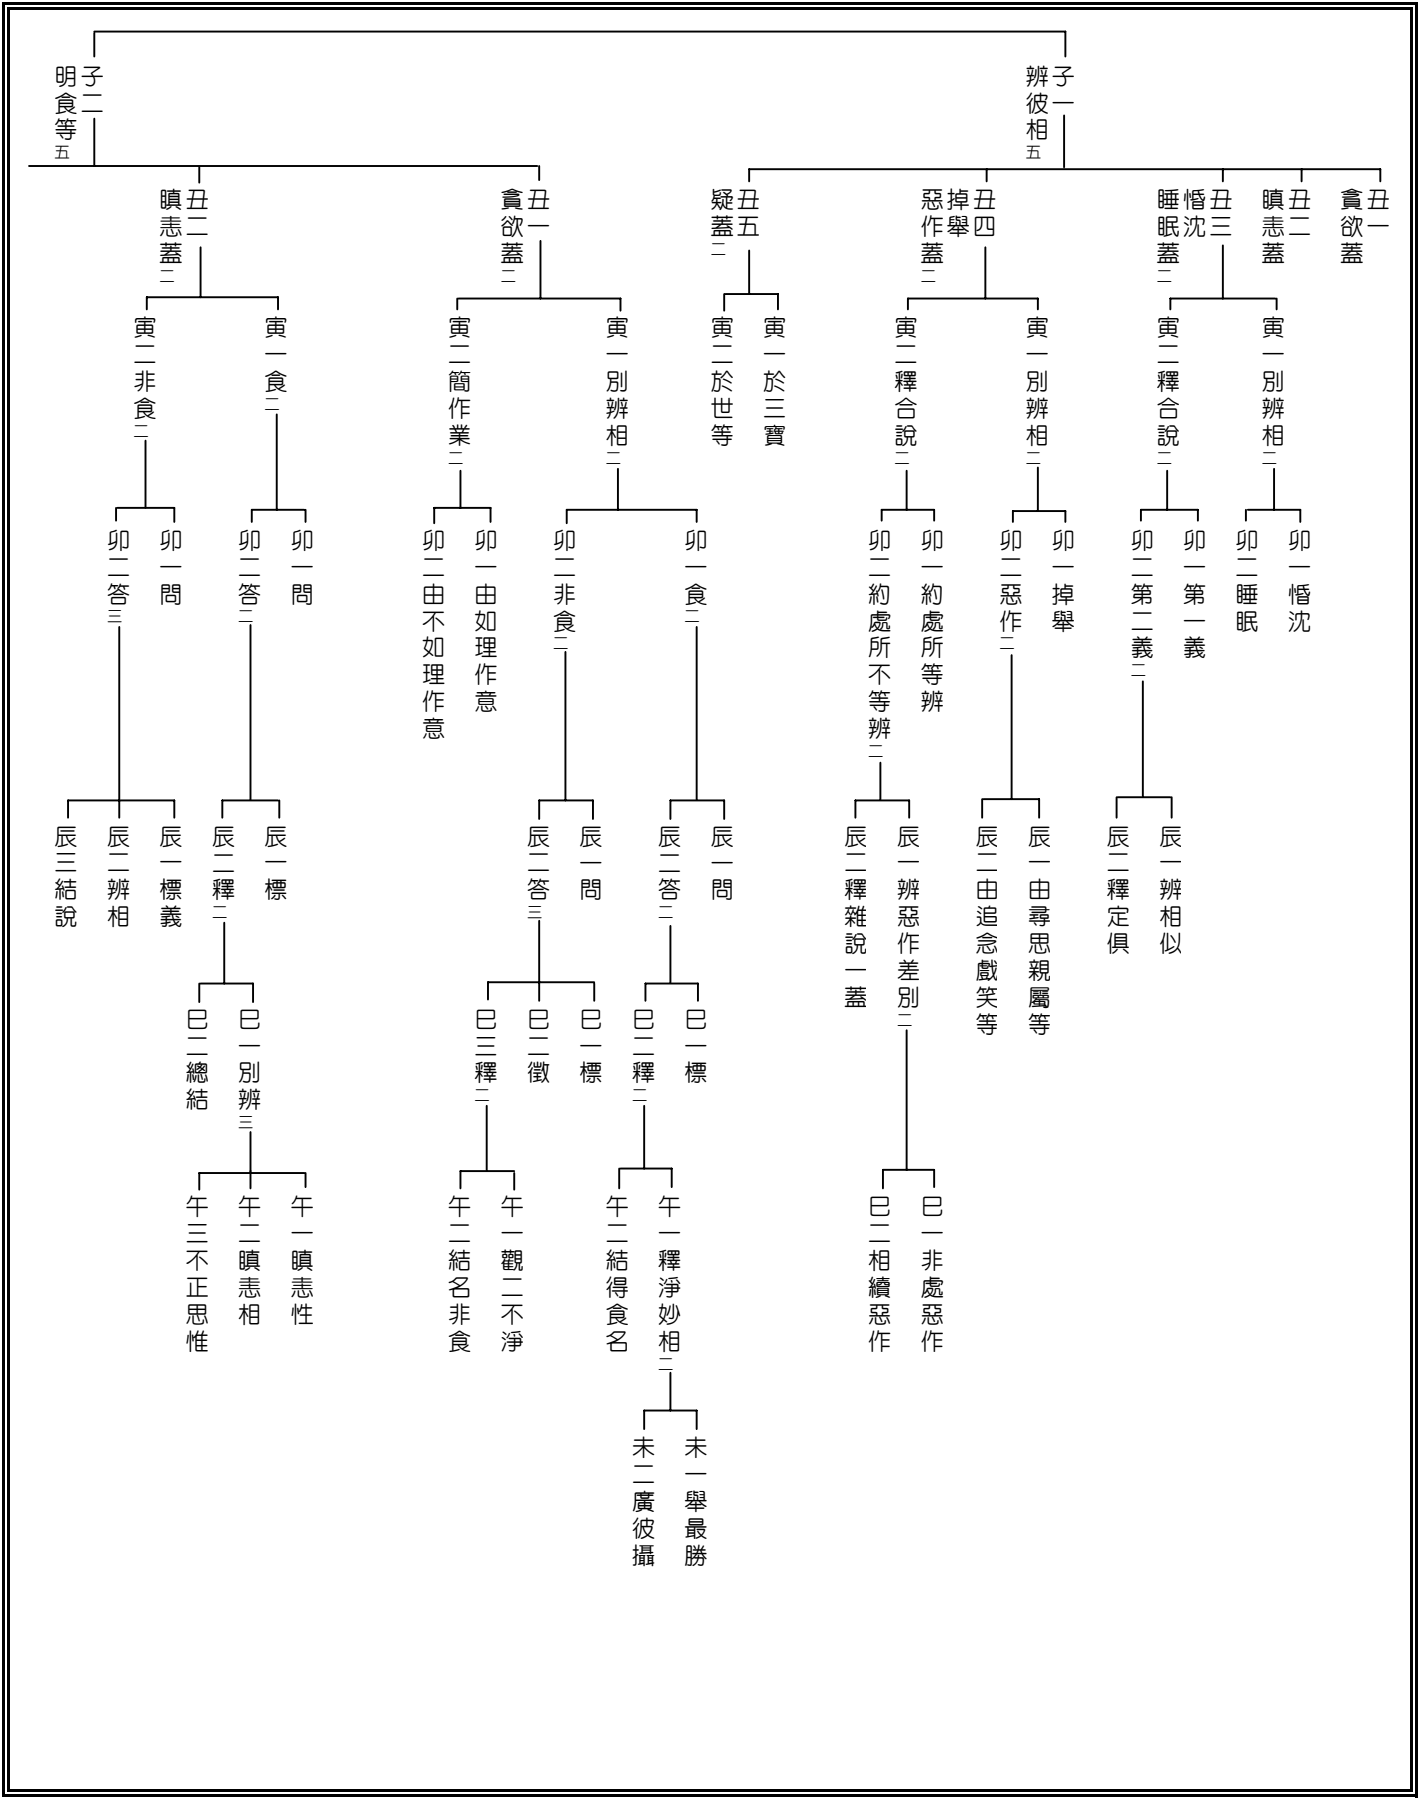 子一
辨彼相五
子二
明食等五
丑一
貪欲蓋
丑二
瞋恚蓋
丑三
惛沈
睡眠蓋二
丑四
掉舉
惡作蓋二
丑五
疑蓋二
丑一
貪欲蓋二
丑二
瞋恚蓋二
寅一別辨相二
寅二釋合說二
寅一別辨相二
寅二釋合說二
寅一於三寶
寅二於世等
寅一別辨相二
寅二簡作業二
寅一食二
寅二非食二
卯一惛沈
卯二睡眠
卯一第一義
卯二第二義二
卯一掉舉
卯二惡作二
卯一約處所等辨
卯二約處所不等辨二
卯一食二
卯二非食二
卯一由如理作意
卯二由不如理作意
卯一問
卯二答二
卯一問
卯二答三
辰一辨相似
辰二釋定俱
辰一由尋思親屬等
辰二由追念戲笑等
辰一辨惡作差別二
辰二釋雜說一蓋
辰一問
辰二答二
辰一問
辰二答三
辰一標
辰二釋二
辰一標義
辰二辨相
辰三結說
巳一標
巳二釋二
巳一標
巳二徵
巳三釋二
巳一別辨三
巳二總結
巳一非處惡作
巳二相續惡作
午一釋淨妙相二
午二結得食名
午一觀二不淨
午二結名非食
午一瞋恚性
午二瞋恚相
午三不正思惟
未一舉最勝
未二廣彼攝